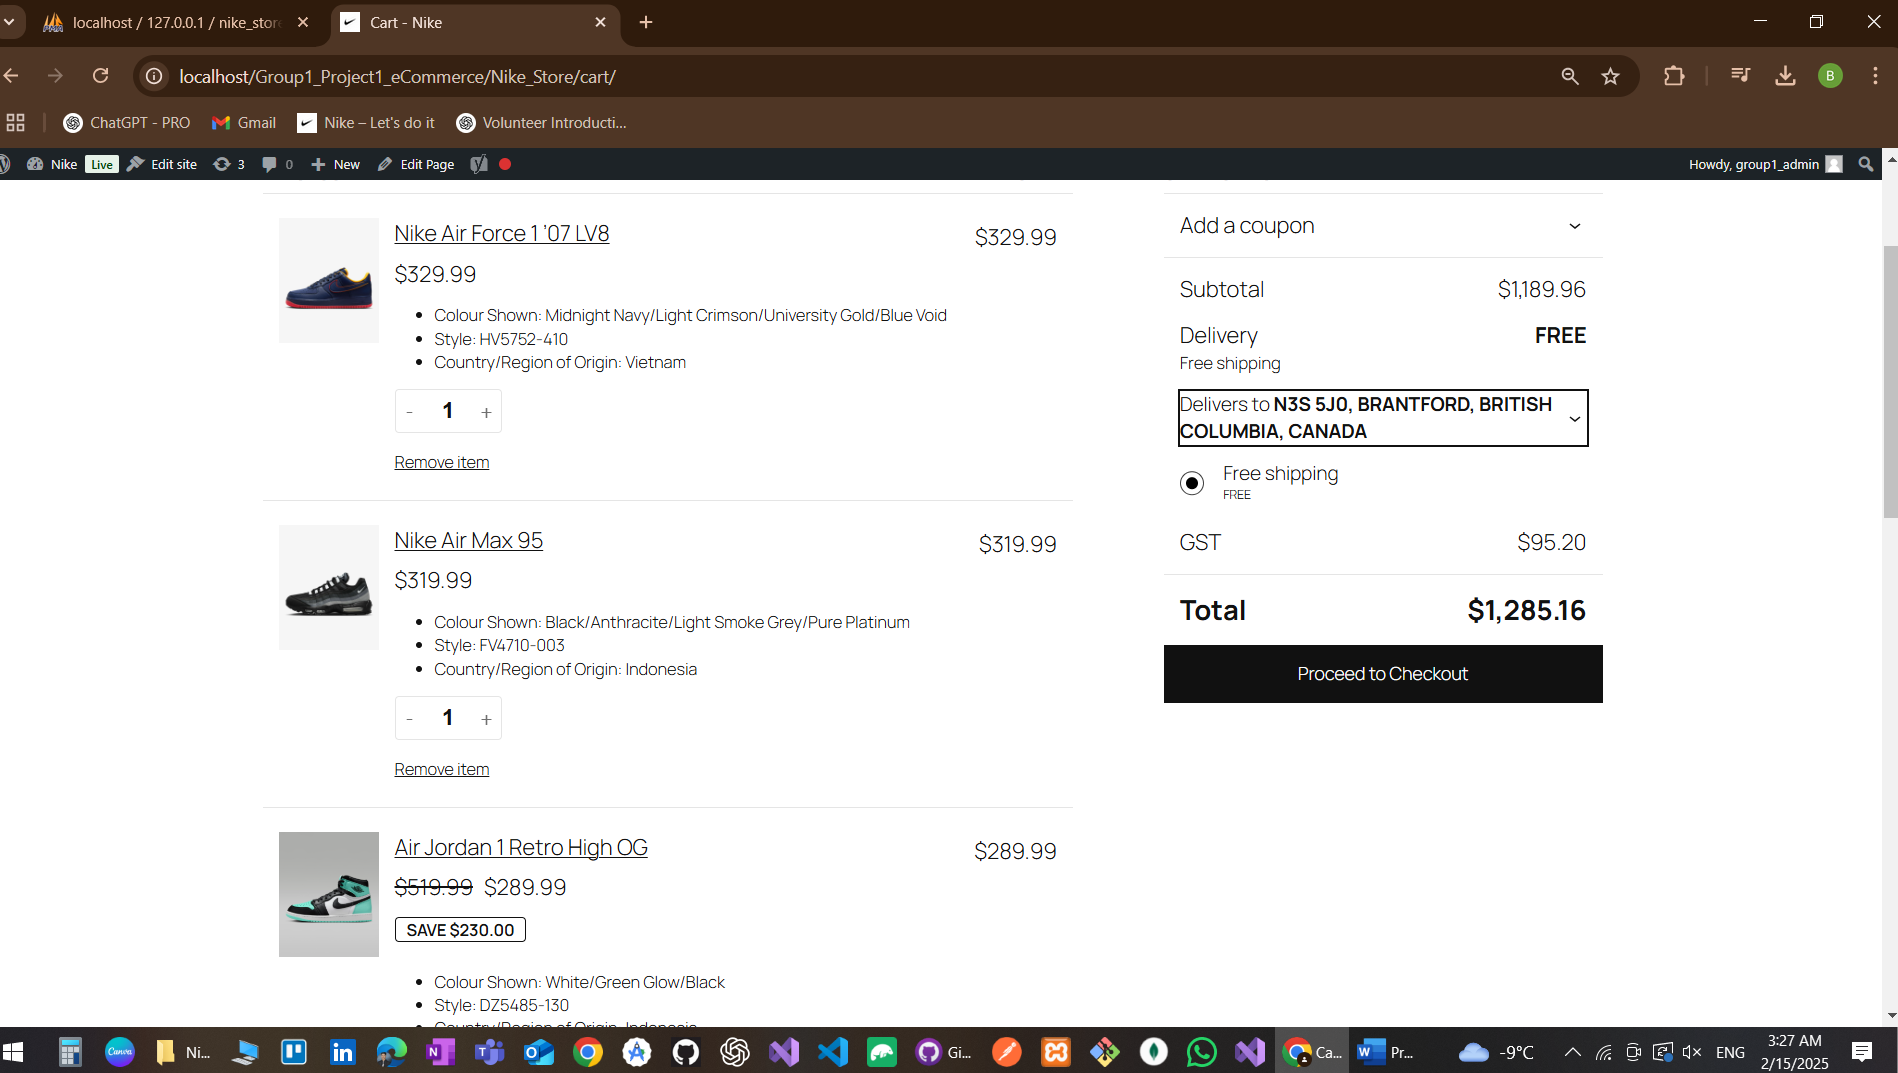 localhost / 127.0.0.1 / nike_store
Cart - Nike
localhost/Group1_Project1_eCommerce/Nike_Store/cart/
B
ChatGPT - PRO
Gmail
Nike – Let's do it
Volunteer Introducti...
Nike
Live
Edit site
3
0
New
Edit Page
Howdy, group1_admin
Nike Air Force 1 '07 LV8
$329.99
$329.99
Colour Shown: Midnight Navy/Light Crimson/University Gold/Blue Void
Style: HV5752-410
Country/Region of Origin: Vietnam
- 1 +
Remove item
Nike Air Max 95
$319.99
$319.99
Colour Shown: Black/Anthracite/Light Smoke Grey/Pure Platinum
Style: FV4710-003
Country/Region of Origin: Indonesia
- 1 +
Remove item
Air Jordan 1 Retro High OG
$289.99
$519.99 $289.99
SAVE $230.00
Colour Shown: White/Green Glow/Black
Style: DZ5485-130
Country/Region of Origin: Indonesia
Add a coupon
Subtotal $1,189.96
Delivery FREE
Free shipping
Delivers to N3S 5J0, BRANTFORD, BRITISH
COLUMBIA, CANADA
Free shipping
FREE
GST $95.20
Total $1,285.16
Proceed to Checkout
Canva
Ni...
Gi...
Ca...
Pr...
-9°C
ENG
3:27 AM
2/15/2025